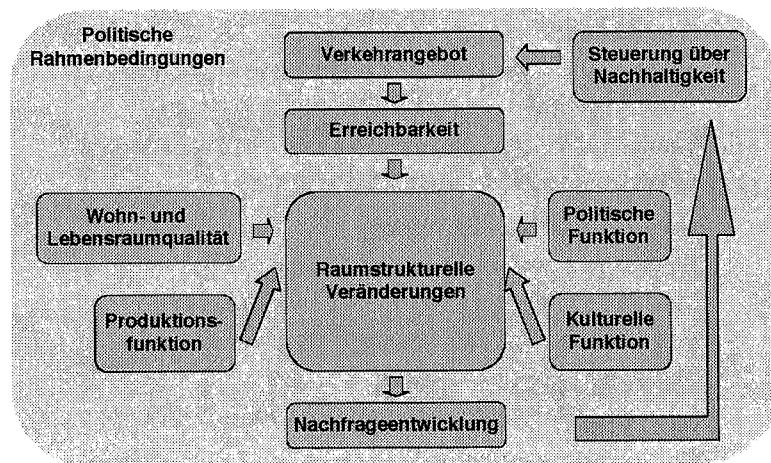 Politische
Rahmenbedingungen
Verkehrangebot
Steuerung über
Nachhaltigkeit
Erreichbarkeit
Wohn- und
Lebensraumqualität
Politische
Funktion
Raumstrukturelle
Veränderungen
Produktions-
funktion
Kulturelle
Funktion
Nachfrageentwicklung